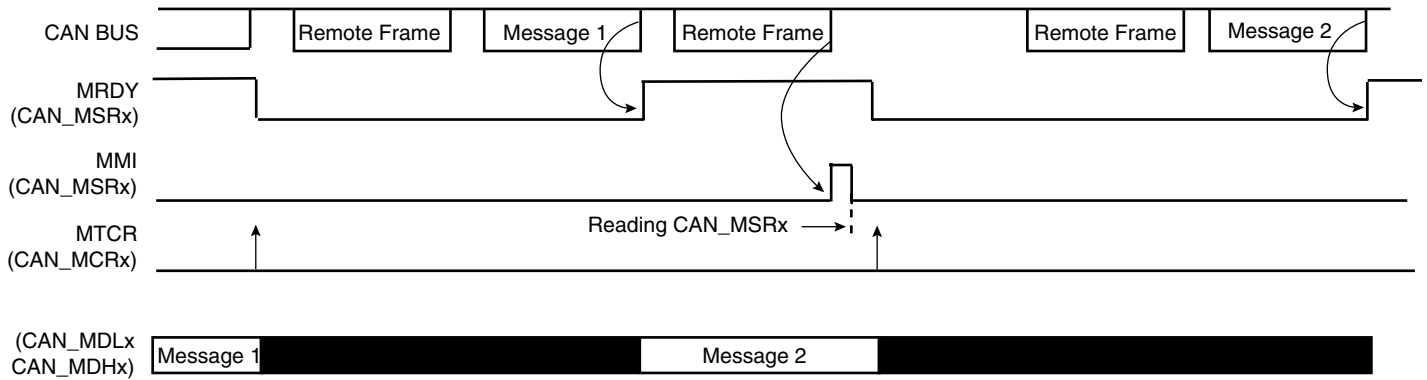 CAN BUS
Remote Frame
Message 1
Remote Frame
Remote Frame
Message 2
MRDY
(CAN_MSRx)
MMI
(CAN_MSRx)
Reading CAN_MSRx
MTCR
(CAN_MCRx)
(CAN_MDLx
CAN_MDHx)
Message 1
Message 2